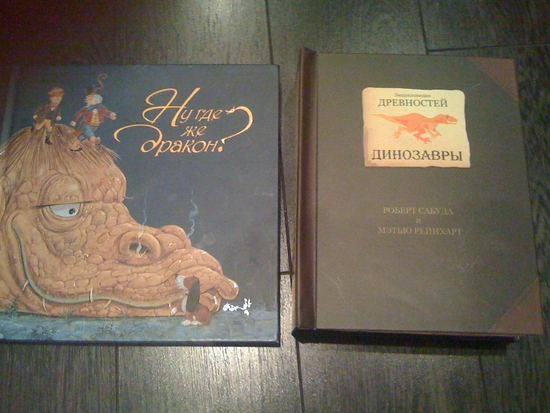 Ну где
же
дракон?
Энциклопедия
ДРЕВНОСТЕЙ
ДИНОЗАВРЫ
РОБЕРТ САБУДА
и
МЭТЬЮ РЕЙНХАРТ